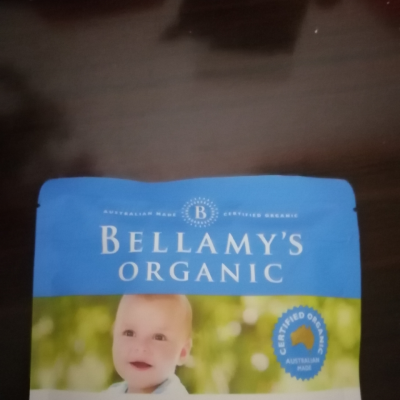 AUSTRALIAN MADE B CERTIFIED ORGANIC
BELLAMY'S
ORGANIC
CERTIFIED ORGANIC
AUSTRALIAN
MADE